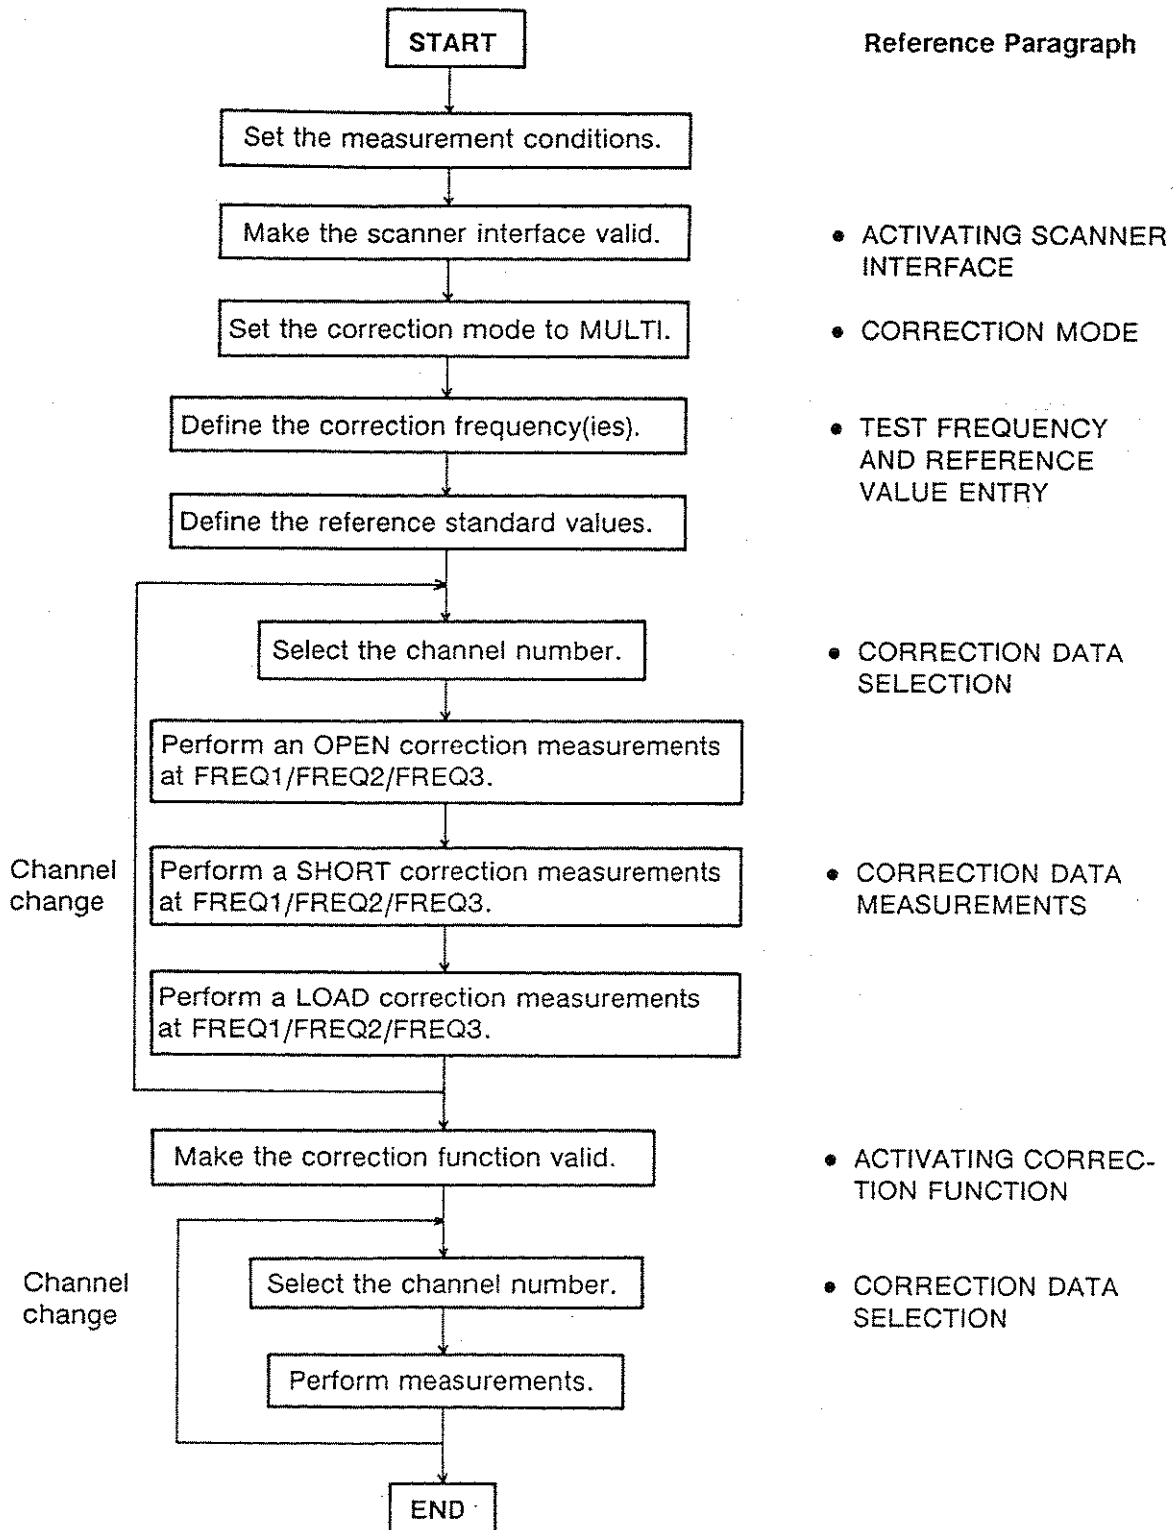 START
Reference Paragraph
Set the measurement conditions.
Make the scanner interface valid.
• ACTIVATING SCANNER
INTERFACE
Set the correction mode to MULTI.
• CORRECTION MODE
Define the correction frequency(ies).
• TEST FREQUENCY
AND REFERENCE
VALUE ENTRY
Define the reference standard values.
Select the channel number.
• CORRECTION DATA
SELECTION
Perform an OPEN correction measurements
at FREQ1/FREQ2/FREQ3.
Channel
change
Perform a SHORT correction measurements
at FREQ1/FREQ2/FREQ3.
• CORRECTION DATA
MEASUREMENTS
Perform a LOAD correction measurements
at FREQ1/FREQ2/FREQ3.
Make the correction function valid.
• ACTIVATING CORREC-
TION FUNCTION
Channel
change
Select the channel number.
• CORRECTION DATA
SELECTION
Perform measurements.
END